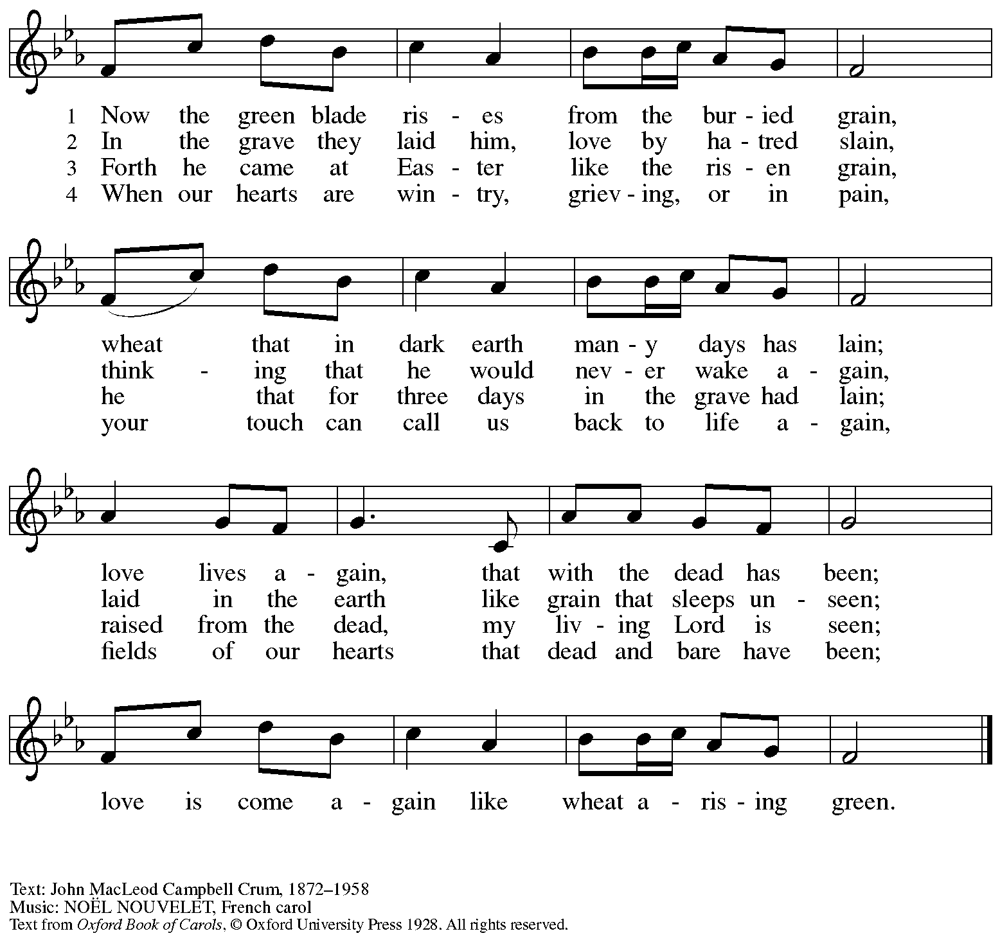 1 Now the green blade ris - es from the bur - ied grain,
2 In the grave they laid him, love by ha - tred slain,
3 Forth he came at Eas - ter like the ris - en grain,
4 When our hearts are win - try, griev - ing, or in pain,
wheat that in dark earth man - y days has lain;
think - ing that he would nev - er wake a - gain,
he that for three days in the grave had lain;
your touch can call us back to life a - gain,
love lives a - gain, that with the dead has been;
laid in the earth like grain that sleeps un - seen;
raised from the dead, my liv - ing Lord is seen;
fields of our hearts that dead and bare have been;
love is come a - gain like wheat a - ris - ing green.
Text: John MacLeod Campbell Crum, 1872–1958
Music: NOËL NOUVELET, French carol
Text from Oxford Book of Carols, © Oxford University Press 1928. All rights reserved.